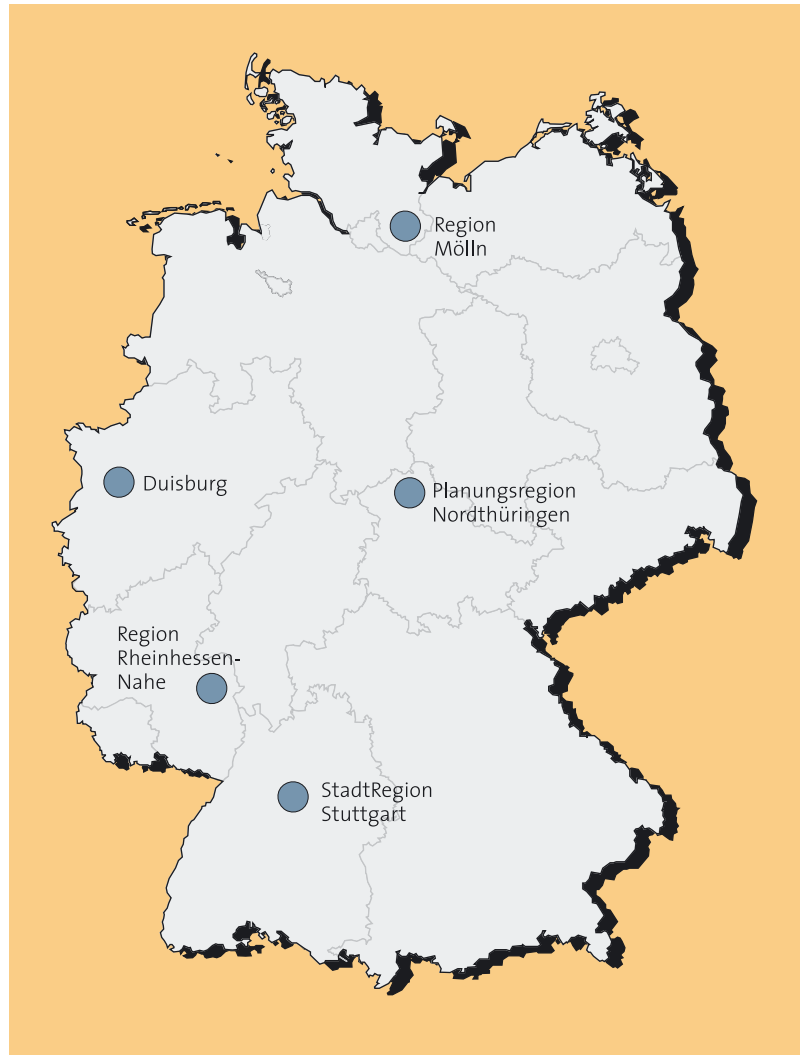 Region
Mölln
Duisburg
Planungsregion
Nordthüringen
Region
Rheinhessen-
Nahe
StadtRegion
Stuttgart